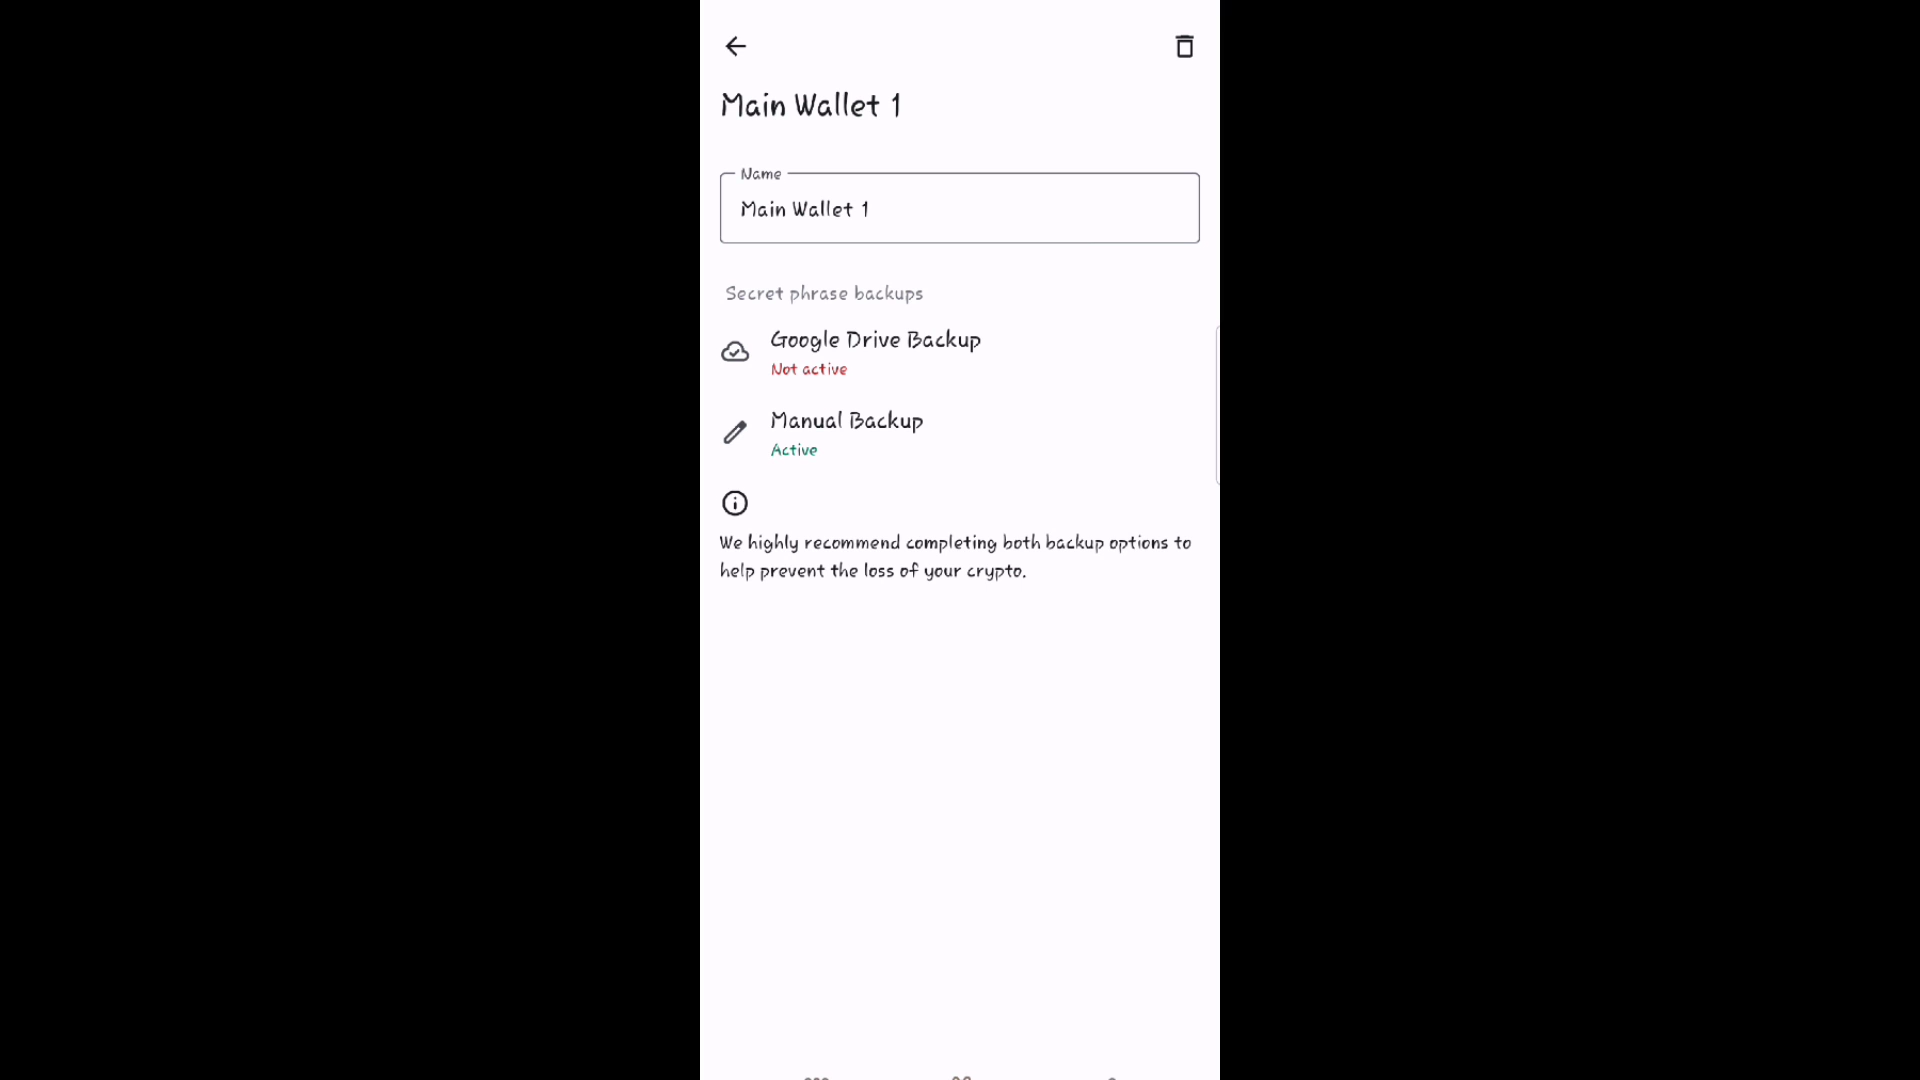 Main Wallet 1
Name
Main Wallet 1
Secret phrase backups
Google Drive Backup
Not active
Manual Backup
Active
We highly recommend completing both backup options to
help prevent the loss of your crypto.